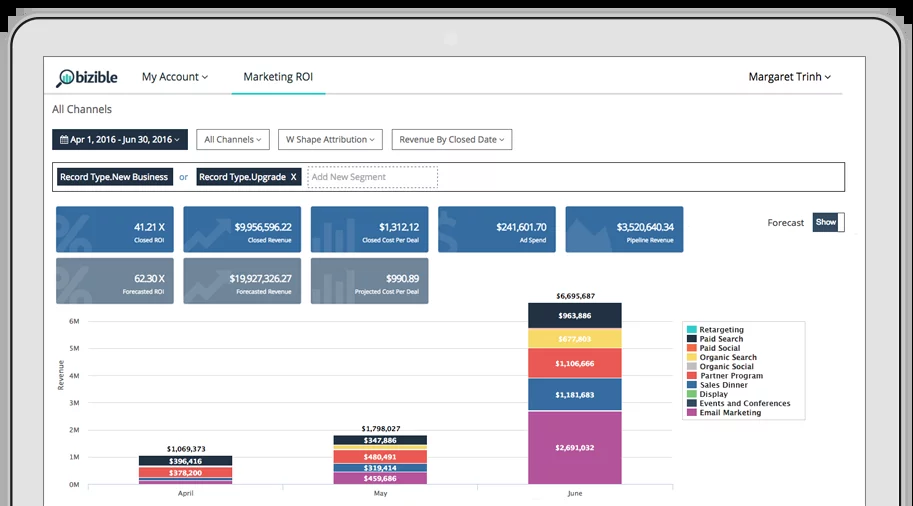 bizible My Account Marketing ROI Margaret Trinh
All Channels
Apr 1, 2016 - Jun 30, 2016 All Channels W Shape Attribution Revenue By Closed Date
Record Type.New Business or Record Type.Upgrade X Add New Segment
41.21 X $9,956,596.22 $1,312.12 $241,601.70 $3,520,640.34
Closed ROI Closed Revenue Closed Cost Per Deal Ad Spend Pipeline Revenue
Forecast Show
62.30 X $19,927,326.27 $990.89
Forecasted ROI Forecasted Revenue Projected Cost Per Deal
Revenue
6M
5M
4M
3M
2M
1M
0M
$1,069,373
$396,416
$378,200
April
$1,798,027
$347,886
$480,491
$319,414
$459,686
May
$6,695,687
$963,886
$677,803
$1,106,666
$1,181,683
$2,691,032
June
Retargeting
Paid Search
Paid Social
Organic Search
Organic Social
Partner Program
Sales Dinner
Display
Events and Conferences
Email Marketing